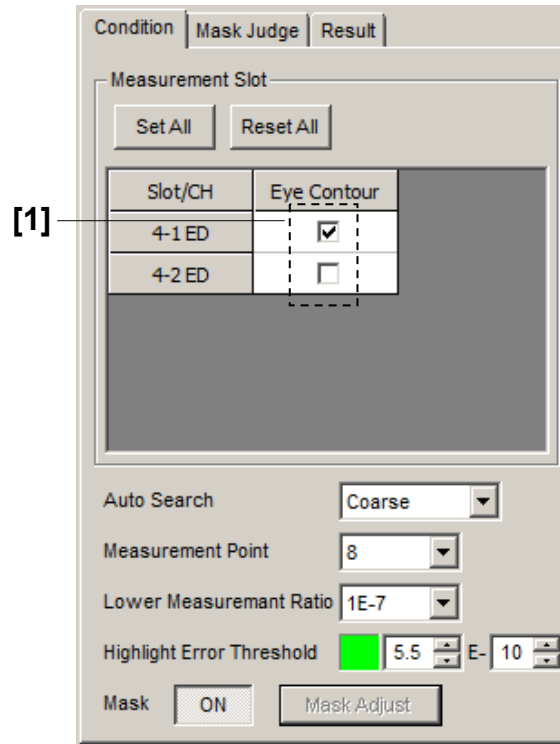 Condition Mask Judge Result
Measurement Slot
Set All Reset All
Slot/CH Eye Contour
[1] 4-1 ED
4-2 ED
Auto Search Coarse
Measurement Point 8
Lower Measuremant Ratio 1E-7
Highlight Error Threshold 5.5 E- 10
Mask ON Mask Adjust